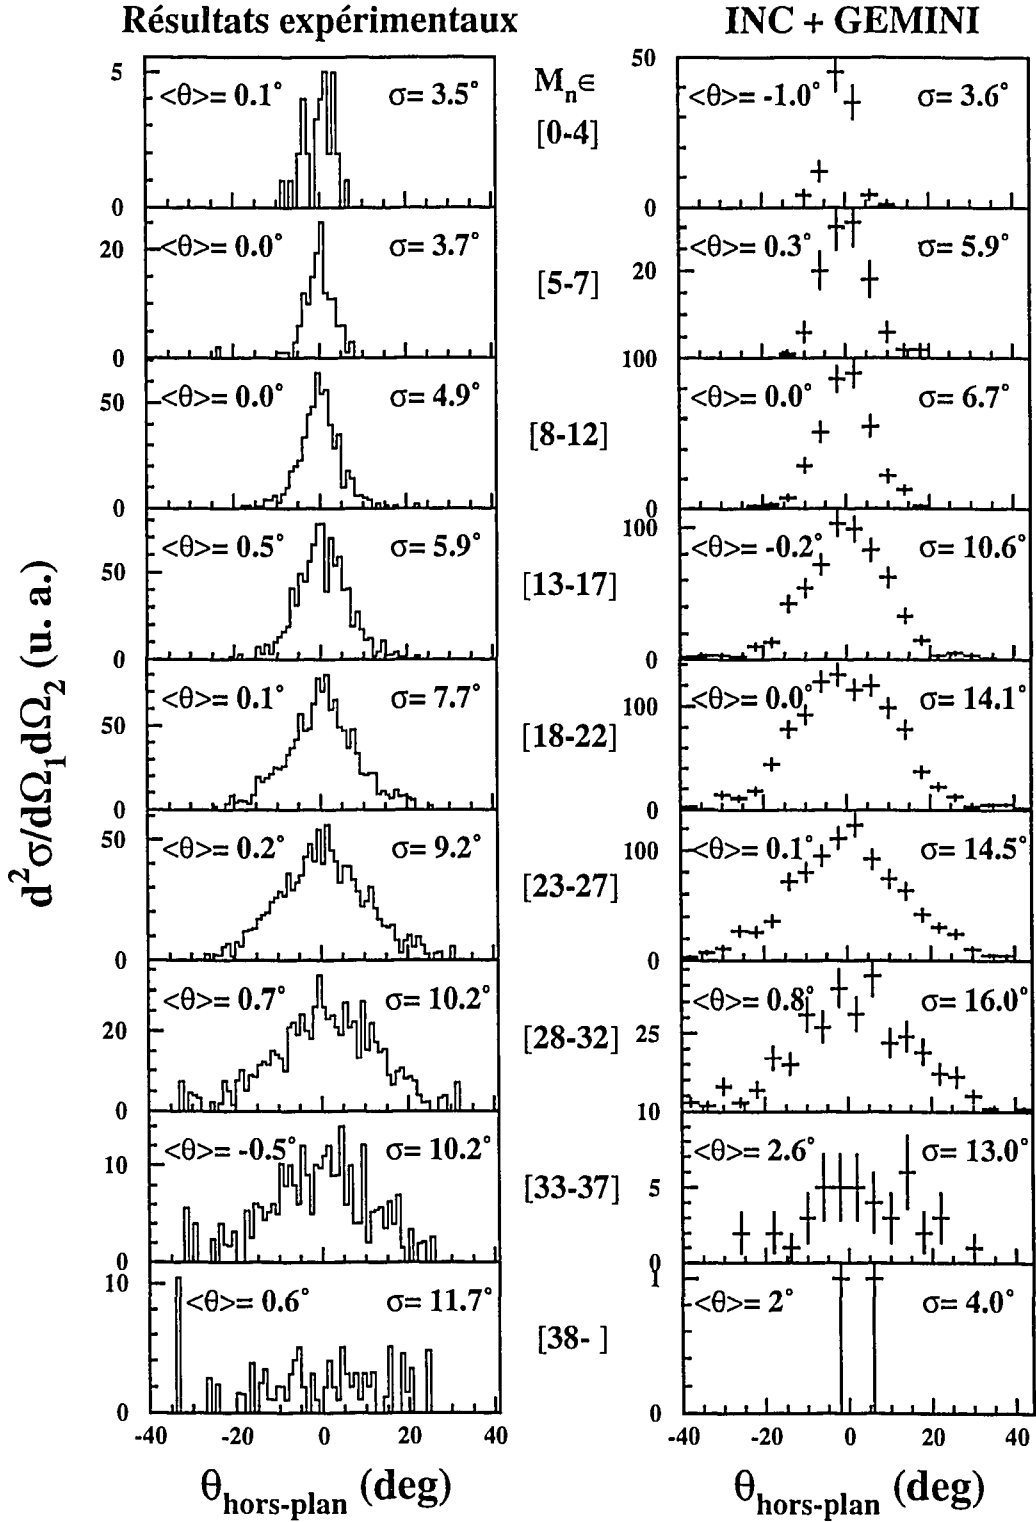 Résultats expérimentaux INC + GEMINI
d²σ/dΩ₁dΩ₂ (u. a.)
5
0
<θ>= 0.1° σ= 3.5°
Mₙ∈
[0-4]
50
0
<θ>= -1.0° σ= 3.6°
20
0
<θ>= 0.0° σ= 3.7°
[5-7]
20
<θ>= 0.3° σ= 5.9°
50
0
<θ>= 0.0° σ= 4.9°
[8-12]
100
0
<θ>= 0.0° σ= 6.7°
50
0
<θ>= 0.5° σ= 5.9°
[13-17]
100
0
<θ>= -0.2° σ= 10.6°
50
0
<θ>= 0.1° σ= 7.7°
[18-22]
100
0
<θ>= 0.0° σ= 14.1°
50
0
<θ>= 0.2° σ= 9.2°
[23-27]
100
0
<θ>= 0.1° σ= 14.5°
20
0
<θ>= 0.7° σ= 10.2°
[28-32]
25
<θ>= 0.8° σ= 16.0°
10
0
<θ>= -0.5° σ= 10.2°
[33-37]
10
5
0
<θ>= 2.6° σ= 13.0°
10
0
<θ>= 0.6° σ= 11.7°
[38- ]
1
0
<θ>= 2° σ= 4.0°
-40 -20 0 20 40
-40 -20 0 20 40
θhors-plan (deg)
θhors-plan (deg)